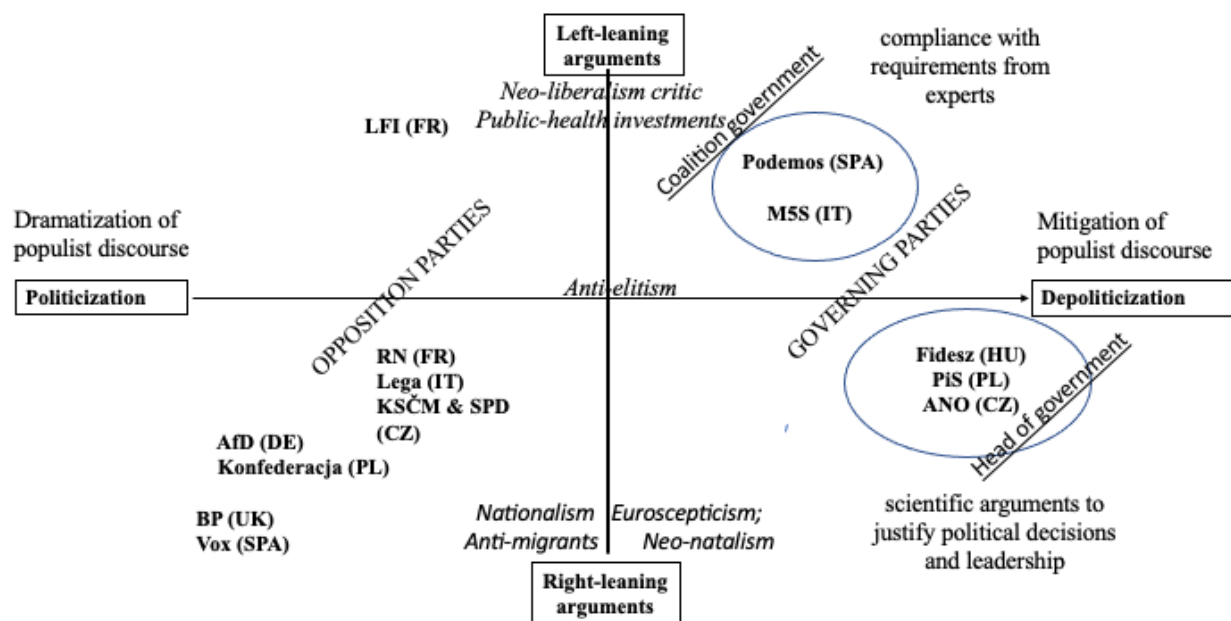 Left-leaning
arguments
compliance with
requirements from
experts
Neo-liberalism critic
Public-health investments
LFI (FR)
Coalition government
Podemos (SPA)
M5S (IT)
Dramatization of
populist discourse
Politicization
OPPOSITION PARTIES
Anti-elitism
GOVERNING PARTIES
Mitigation of
populist discourse
Depoliticization
RN (FR)
Lega (IT)
KSČM & SPD
(CZ)
AfD (DE)
Konfederacja (PL)
BP (UK)
Vox (SPA)
Fidesz (HU)
PiS (PL)
ANO (CZ)
Head of government
Nationalism
Anti-migrants
Euroscepticism;
Neo-natalism
scientific arguments to
justify political decisions
and leadership
Right-leaning
arguments